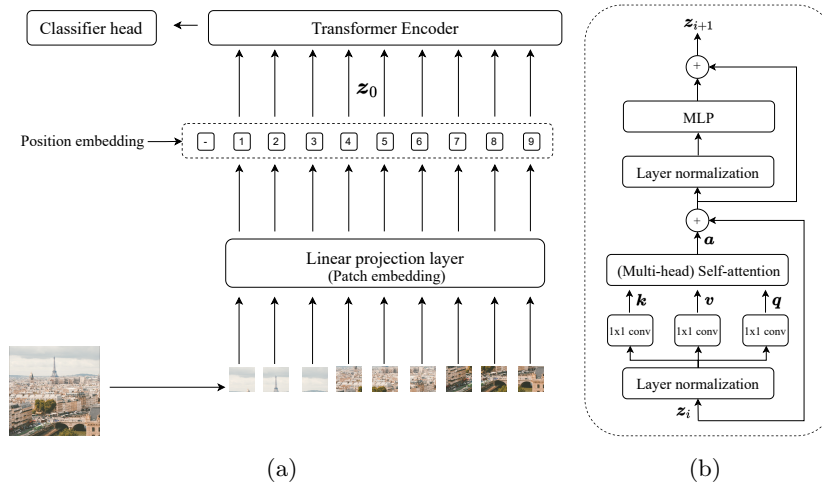 Classifier head
Transformer Encoder
z₀
Position embedding
- 1 2 3 4 5 6 7 8 9
Linear projection layer
(Patch embedding)
(a)
zᵢ₊₁
+
MLP
Layer normalization
+
a
(Multi-head) Self-attention
k v q
1x1 conv 1x1 conv 1x1 conv
Layer normalization
zᵢ
(b)